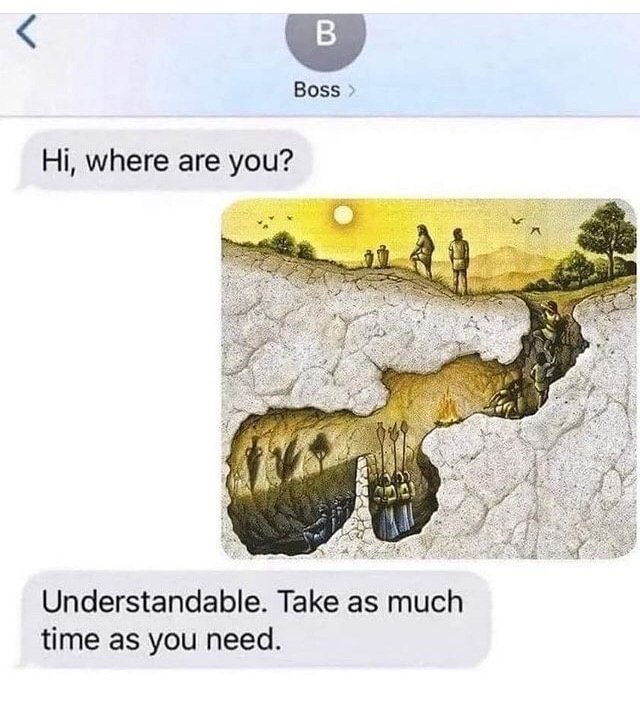 B
Boss >
Hi, where are you?
Understandable. Take as much
time as you need.